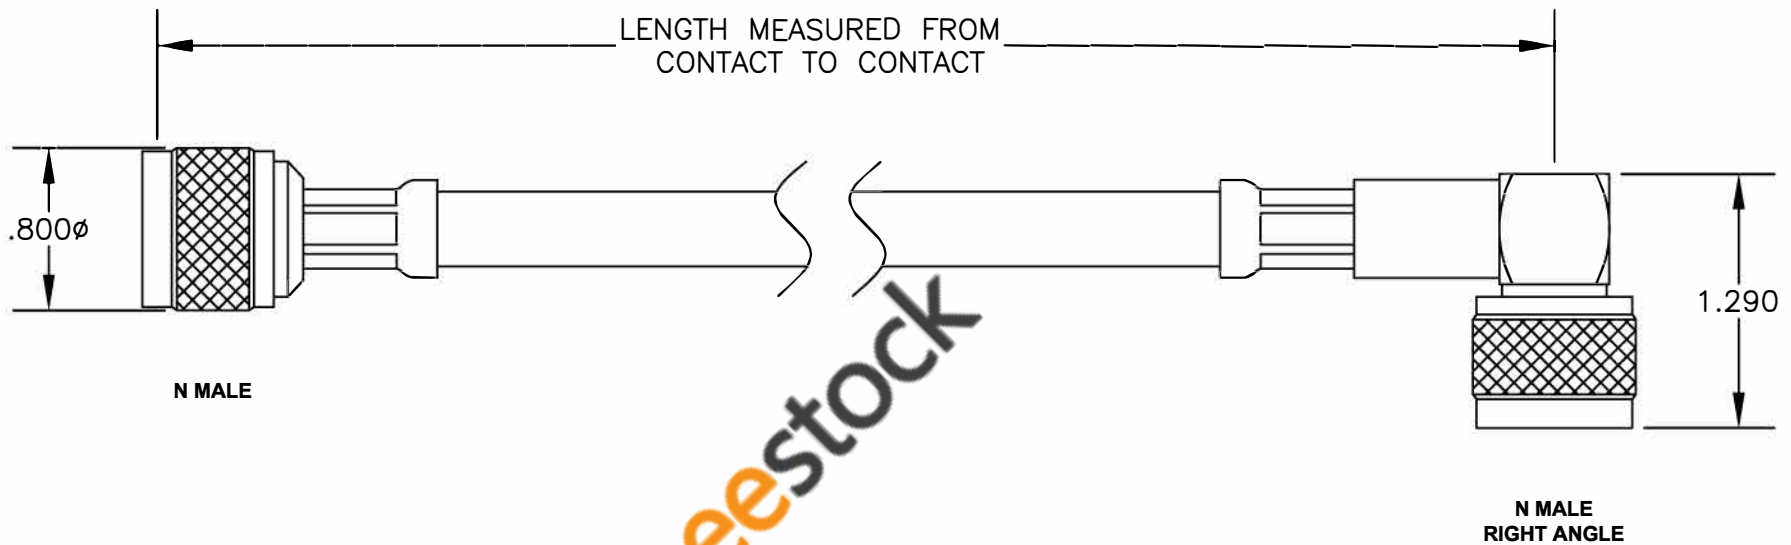 LENGTH MEASURED FROM
CONTACT TO CONTACT
.800ø
1.290
N MALE
eestock
N MALE
RIGHT ANGLE